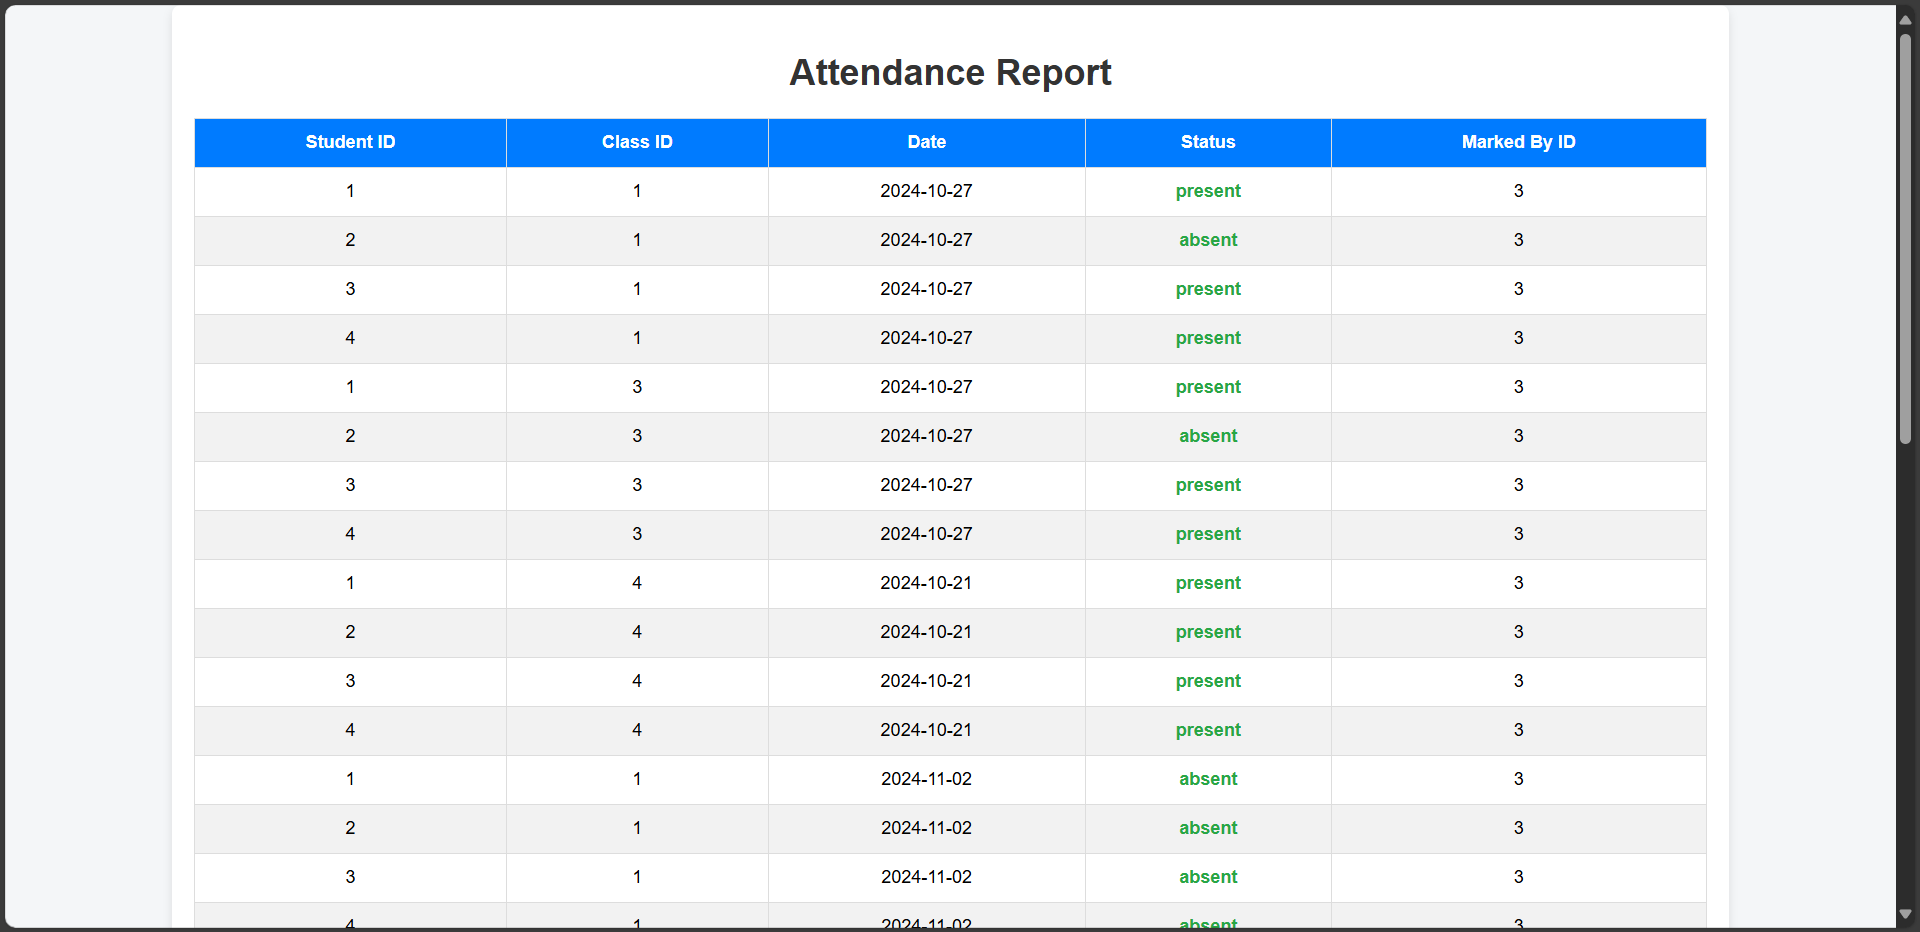 Attendance Report
Student ID Class ID Date Status Marked By ID
1 1 2024-10-27 present 3
2 1 2024-10-27 absent 3
3 1 2024-10-27 present 3
4 1 2024-10-27 present 3
1 3 2024-10-27 present 3
2 3 2024-10-27 absent 3
3 3 2024-10-27 present 3
4 3 2024-10-27 present 3
1 4 2024-10-21 present 3
2 4 2024-10-21 present 3
3 4 2024-10-21 present 3
4 4 2024-10-21 present 3
1 1 2024-11-02 absent 3
2 1 2024-11-02 absent 3
3 1 2024-11-02 absent 3
4 1 2024-11-02 absent 3